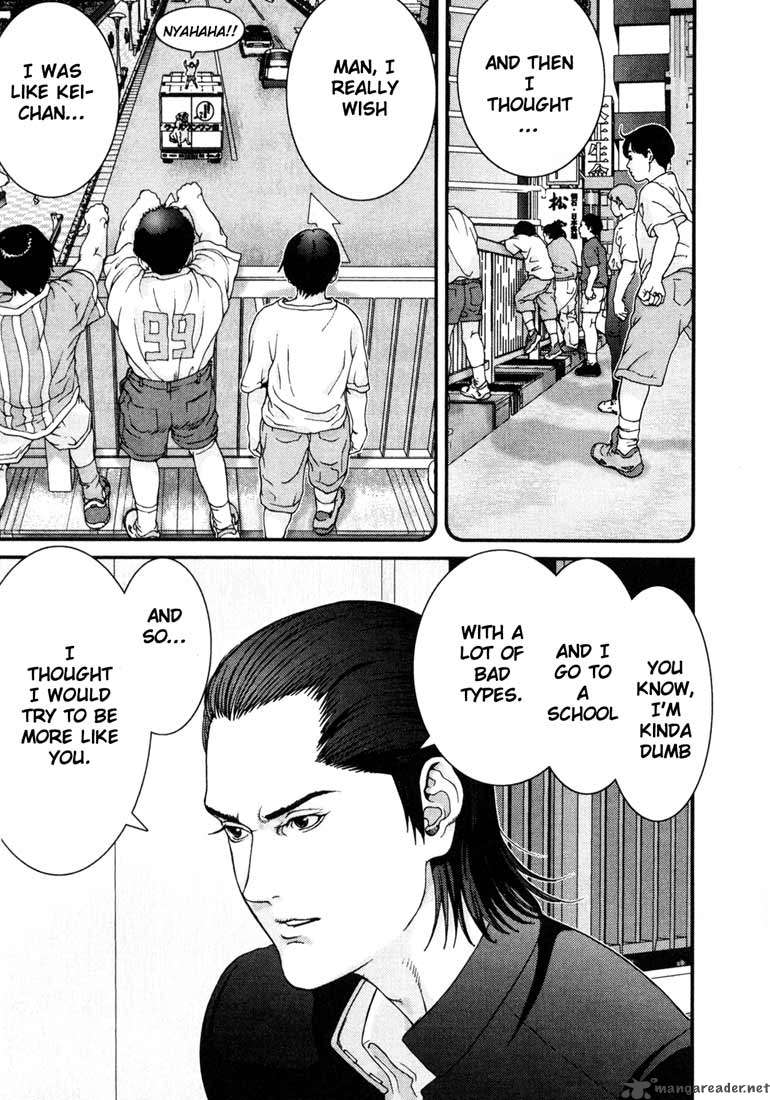 AND THEN
I
THOUGHT
...
松
MAN, I
REALLY
WISH
NYAHAHA!!
I WAS
LIKE KEI-
CHAN...
99
YOU
KNOW,
I'M
KINDA
DUMB
AND I
GO TO
A
SCHOOL
WITH A
LOT OF
BAD
TYPES.
AND
SO...
I
THOUGHT
I WOULD
TRY TO BE
MORE LIKE
YOU.
mangareader.net